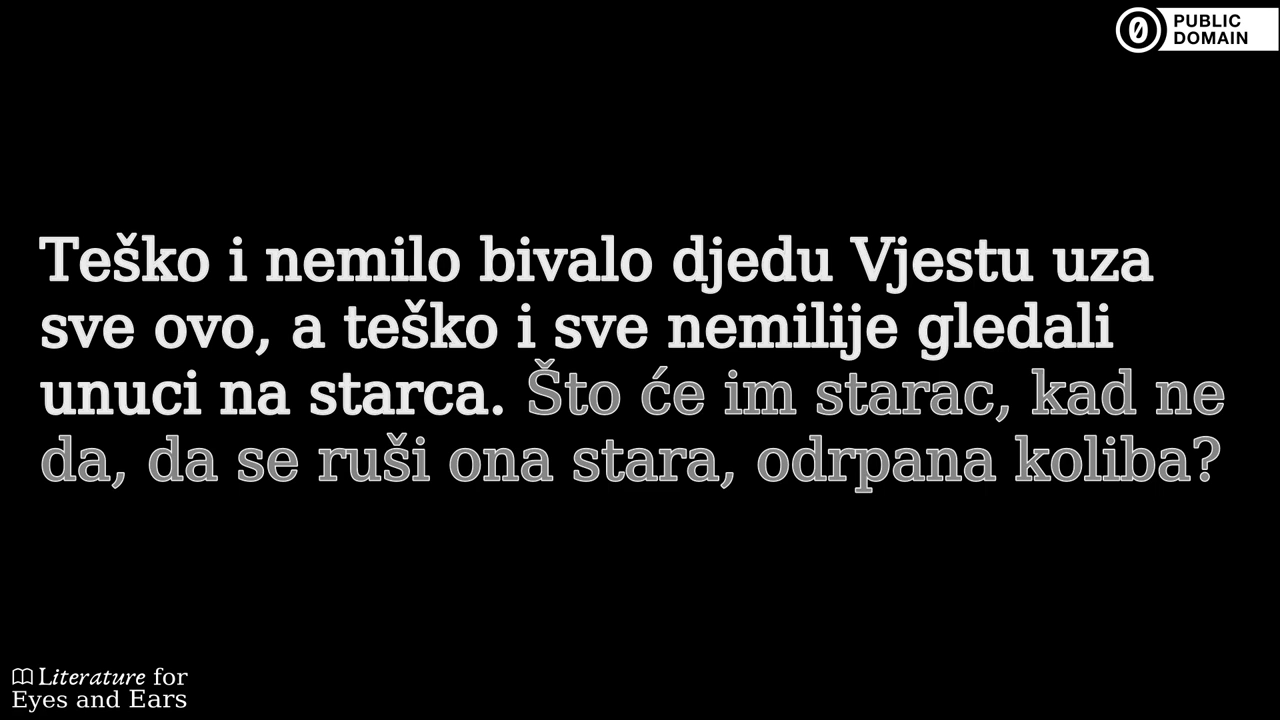 PUBLIC
DOMAIN
Teško i nemilo bivalo djedu Vjestu uza
sve ovo, a teško i sve nemilije gledali
unuci na starca. Što će im starac, kad ne
da, da se ruši ona stara, odrpana koliba?
Literature for
Eyes and Ears